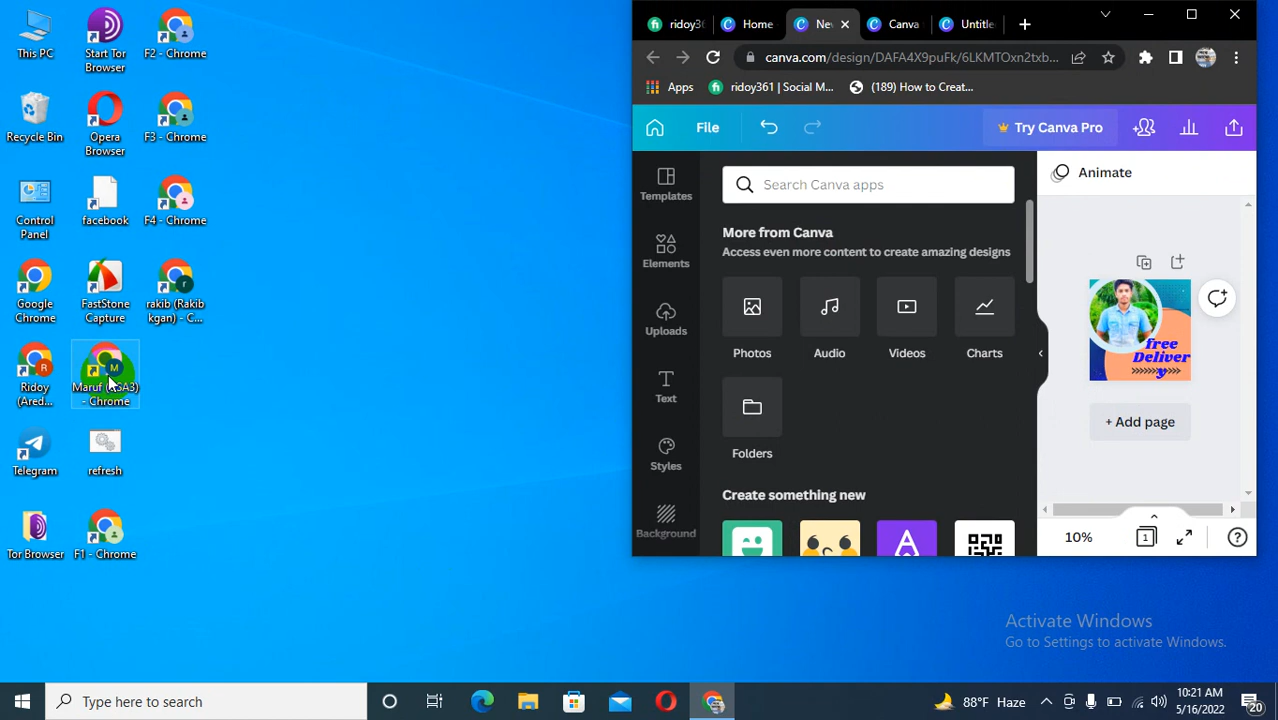 This PC
Start Tor
Browser
F2 - Chrome
Recycle Bin
Opera
Browser
F3 - Chrome
Control
Panel
facebook
F4 - Chrome
Google
Chrome
FastStone
Capture
rakib (Rakib
kgan) - C...
Ridoy
(Ared...
Maruf
- Chrome
Telegram
refresh
Tor Browser
F1 - Chrome
ridoy36
Home
Canva
Untitle
canva.com/design/DAFA4X9puFk/6LKMTOxn2txb...
Apps
ridoy361 | Social M...
(189) How to Creat...
File
Try Canva Pro
Templates
Elements
Uploads
Text
Styles
Background
Search Canva apps
More from Canva
Access even more content to create amazing designs
Photos
Audio
Videos
Charts
Folders
Create something new
Animate
free
Deliver
y
+ Add page
10%
1
Activate Windows
Go to Settings to activate Windows.
Type here to search
88°F
Haze
10:21 AM
5/16/2022
20